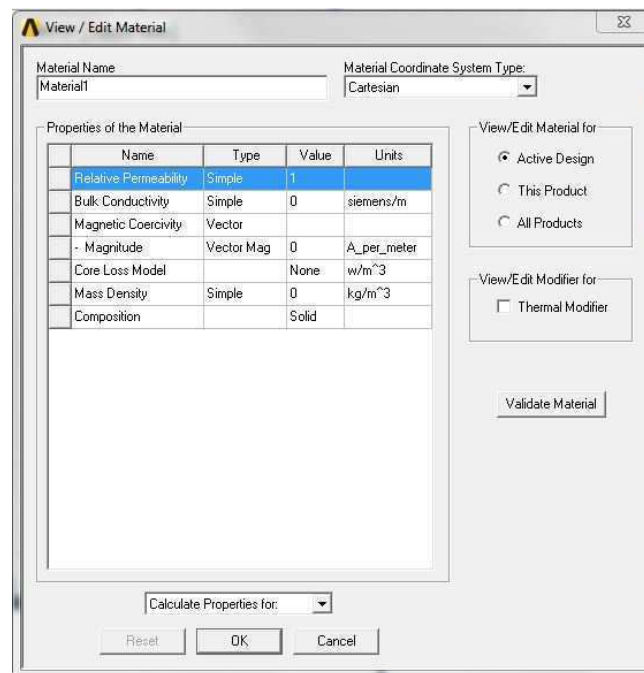 View / Edit Material
Material Name
Material Coordinate System Type:
Material1
Cartesian
Properties of the Material
View/Edit Material for
Name Type Value Units
Relative Permeability Simple 1
Active Design
Bulk Conductivity Simple 0 siemens/m
This Product
Magnetic Coercivity Vector
All Products
- Magnitude Vector Mag 0 A_per_meter
Core Loss Model None w/m^3
View/Edit Modifier for
Mass Density Simple 0 kg/m^3
Thermal Modifier
Composition Solid
Validate Material
Calculate Properties for:
Reset OK Cancel